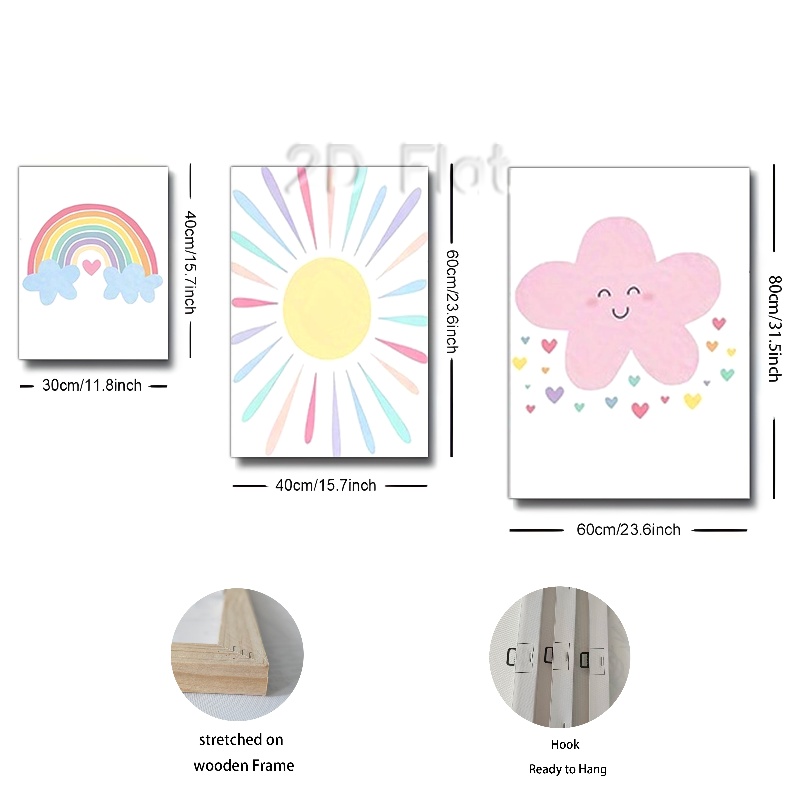 2D Flat
40cm/15.7inch
60cm/23.6inch
80cm/31.5inch
30cm/11.8inch
40cm/15.7inch
60cm/23.6inch
stretched on
wooden Frame
Hook
Ready to Hang